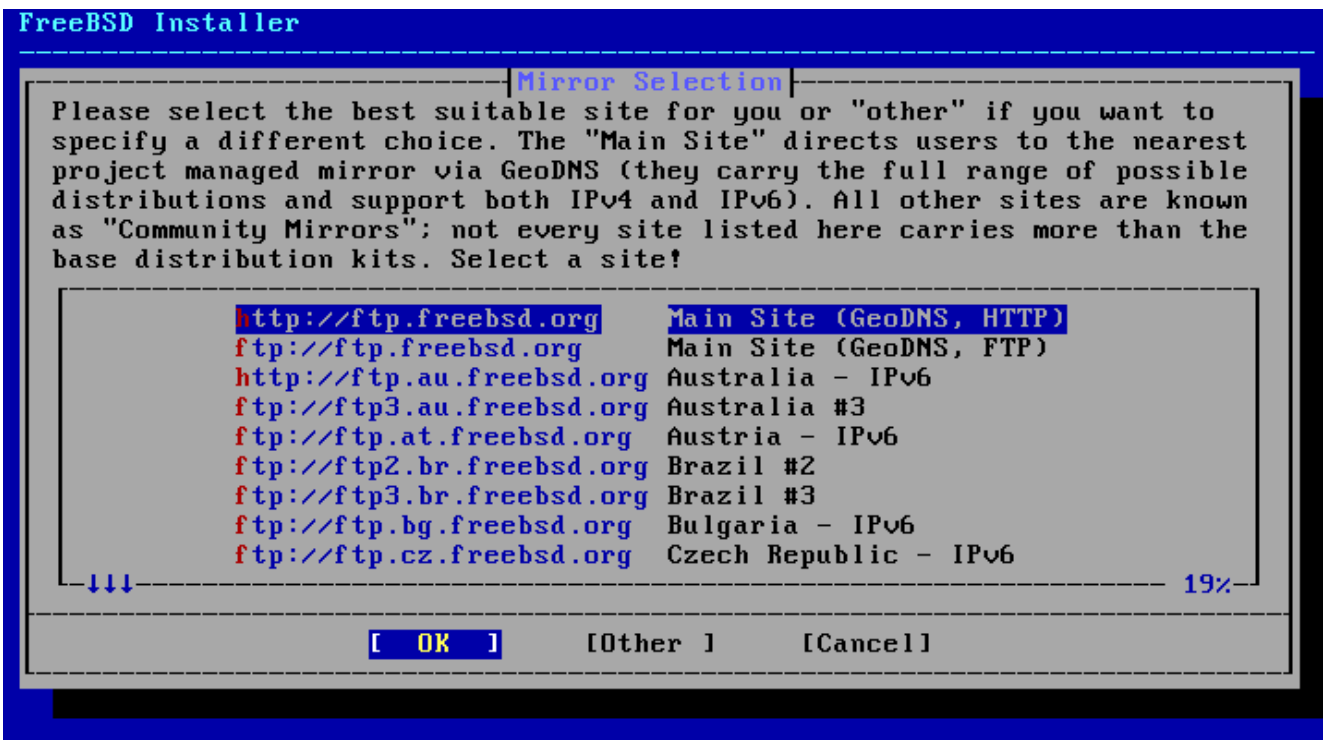 FreeBSD Installer
Mirror Selection
Please select the best suitable site for you or "other" if you want to
specify a different choice. The "Main Site" directs users to the nearest
project managed mirror via GeoDNS (they carry the full range of possible
distributions and support both IPv4 and IPv6). All other sites are known
as "Community Mirrors"; not every site listed here carries more than the
base distribution kits. Select a site!
http://ftp.freebsd.org Main Site (GeoDNS, HTTP)
ftp://ftp.freebsd.org Main Site (GeoDNS, FTP)
http://ftp.au.freebsd.org Australia - IPv6
ftp://ftp3.au.freebsd.org Australia #3
ftp://ftp.at.freebsd.org Austria - IPv6
ftp://ftp2.br.freebsd.org Brazil #2
ftp://ftp3.br.freebsd.org Brazil #3
ftp://ftp.bg.freebsd.org Bulgaria - IPv6
ftp://ftp.cz.freebsd.org Czech Republic - IPv6
↓↓↓ 19%
[ OK ] [Other ] [Cancel]